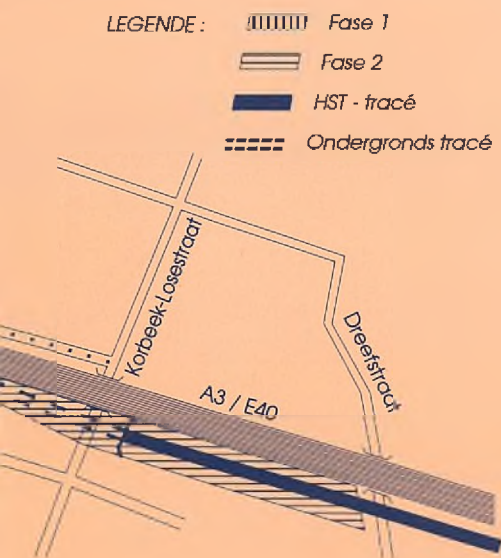 LEGENDE :
Fase 1
Fase 2
HST - tracé
Ondergronds tracé
Korbeek-Losestraat
Dreefstraat
A3 / E40